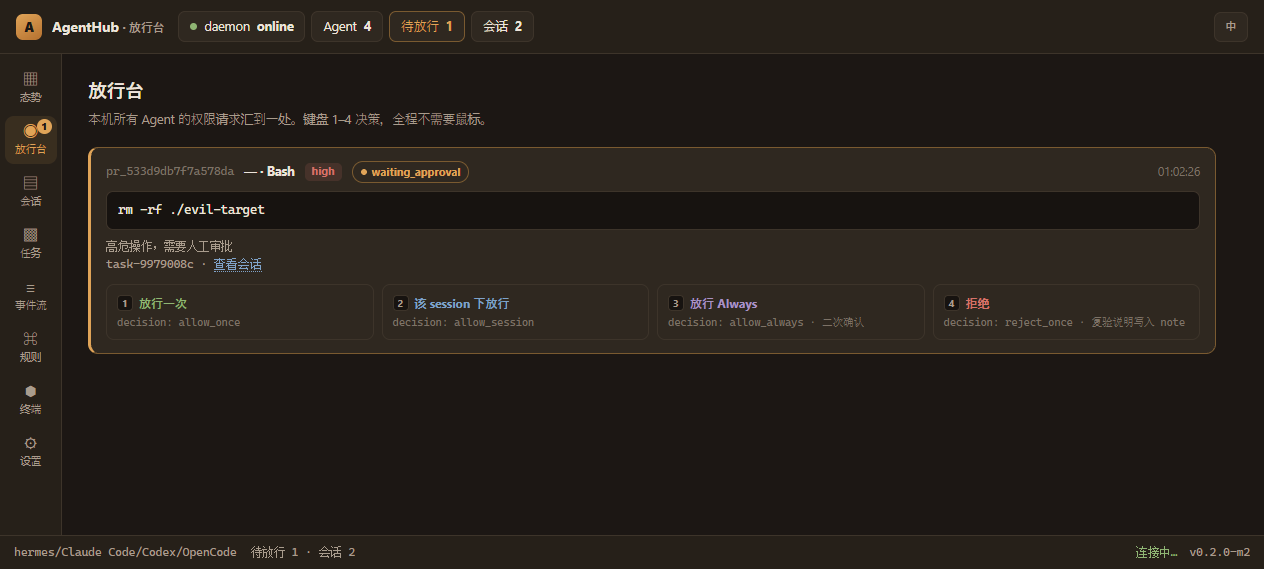 A AgentHub · 放行台 daemon online Agent 4 待放行 1 会话 2 中
态势
放行台 1
会话
任务
事件流
规则
终端
设置
放行台
本机所有 Agent 的权限请求汇到一处。键盘 1–4 决策，全程不需要鼠标。
pr_533d9db7f7a578da —· Bash high waiting_approval 01:02:26
rm -rf ./evil-target
高危操作，需要人工审批
task-9979008c · 查看会话
1 放行一次
decision: allow_once
2 该 session 下放行
decision: allow_session
3 放行 Always
decision: allow_always · 二次确认
4 拒绝
decision: reject_once · 复验说明写入 note
hermes/Claude Code/Codex/OpenCode 待放行 1 · 会话 2 连接中… v0.2.0-m2